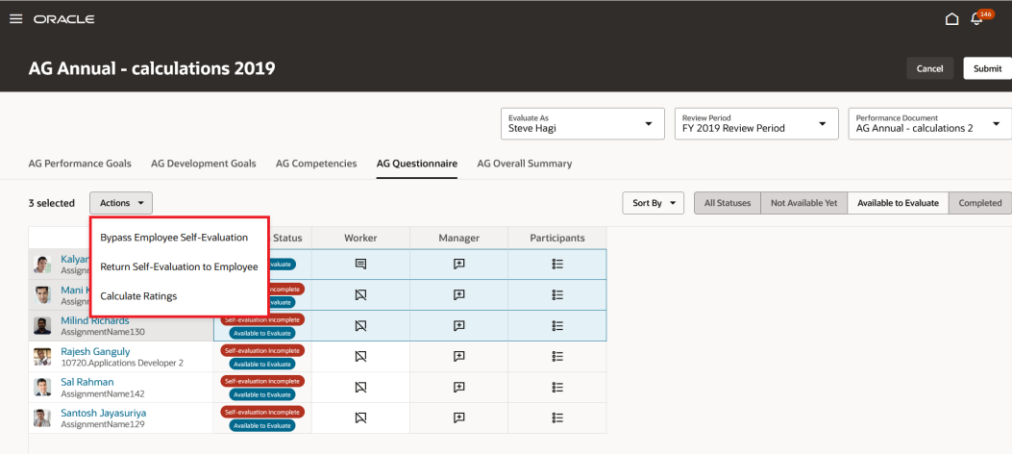 ORACLE
146
AG Annual - calculations 2019
Cancel
Submit
Evaluate As
Steve Hagi
Review Period
FY 2019 Review Period
Performance Document
AG Annual - calculations 2
AG Performance Goals
AG Development Goals
AG Competencies
AG Questionnaire
AG Overall Summary
3 selected
Actions
Sort By
All Statuses
Not Available Yet
Available to Evaluate
Completed
Bypass Employee Self-Evaluation
Return Self-Evaluation to Employee
Calculate Ratings
Status
Worker
Manager
Participants
Mani
Milind Richards
AssignmentName130
Self-evaluation Incomplete
Available to Evaluate
Rajesh Ganguly
10720.Applications Developer 2
Self-evaluation Incomplete
Available to Evaluate
Sal Rahman
AssignmentName142
Self-evaluation Incomplete
Available to Evaluate
Santosh Jayasuriya
AssignmentName129
Self-evaluation Incomplete
Available to Evaluate